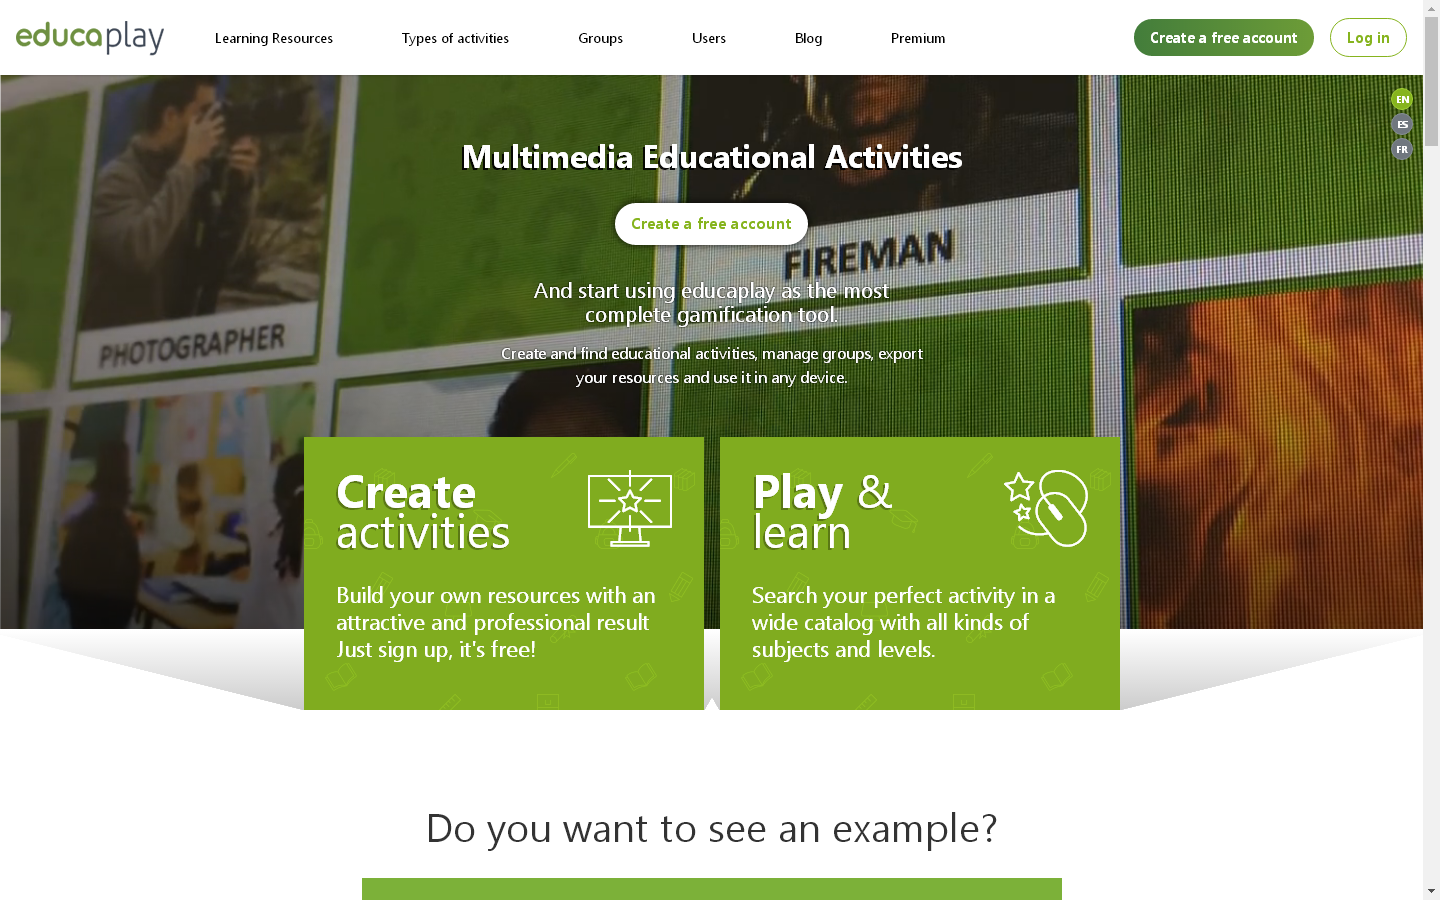 educaplay
Learning Resources
Types of activities
Groups
Users
Blog
Premium
Create a free account
Log in
EN
ES
FR
Multimedia Educational Activities
Create a free account
FIREMAN
PHOTOGRAPHER
And start using educaplay as the most
complete gamification tool.
Create and find educational activities, manage groups, export
your resources and use it in any device.
Create
activities
Build your own resources with an
attractive and professional result
Just sign up, it's free!
Play &
learn
Search your perfect activity in a
wide catalog with all kinds of
subjects and levels.
Do you want to see an example?